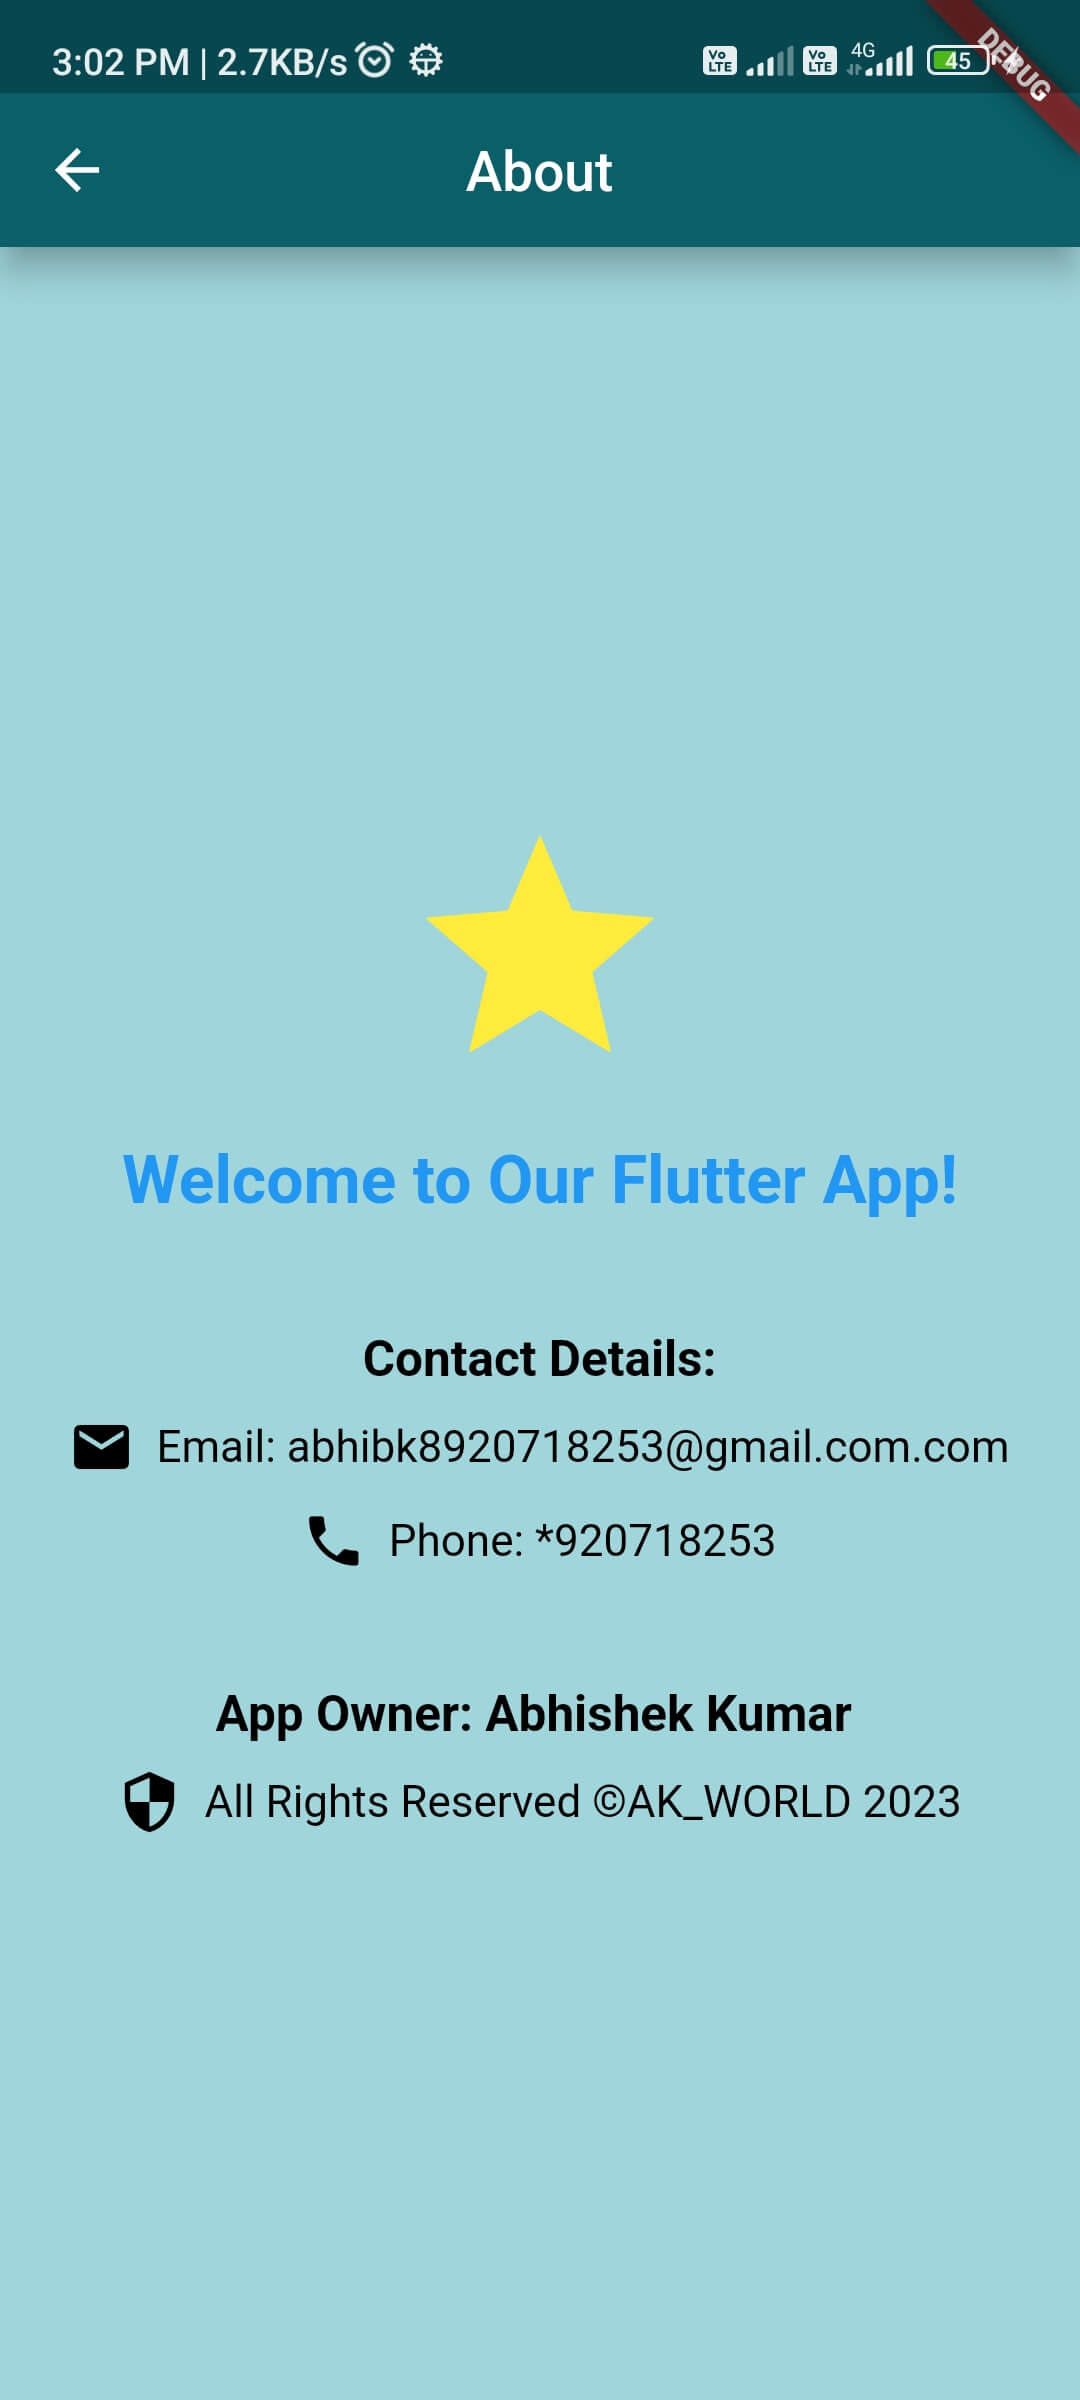 3:02 PM | 2.7KB/s
Vo LTE Vo LTE 4G 45
DEBUG
About
Welcome to Our Flutter App!
Contact Details:
Email: abhibk8920718253@gmail.com.com
Phone: *920718253
App Owner: Abhishek Kumar
All Rights Reserved ©AK_WORLD 2023